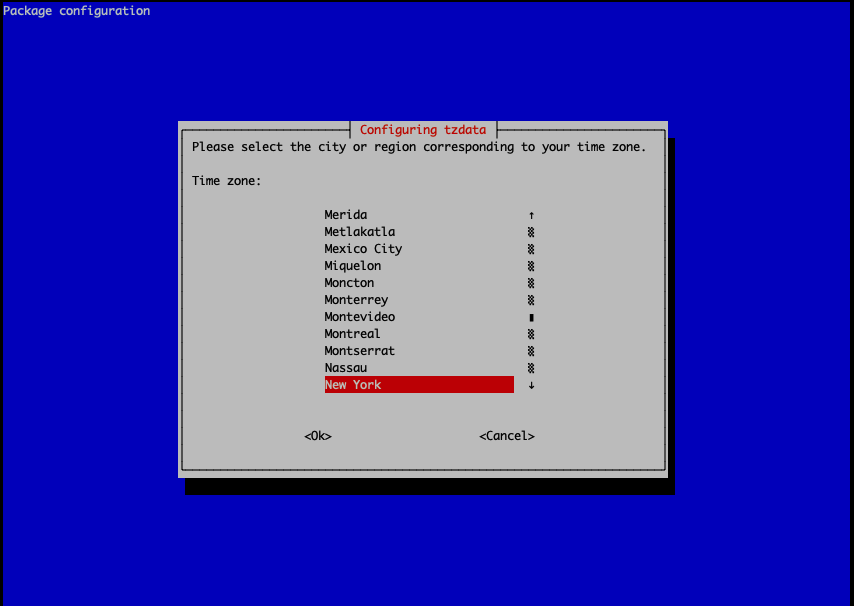 Package configuration
Configuring tzdata
Please select the city or region corresponding to your time zone.
Time zone:
Merida
Metlakatla
Mexico City
Miquelon
Moncton
Monterrey
Montevideo
Montreal
Montserrat
Nassau
New York
<Ok> <Cancel>